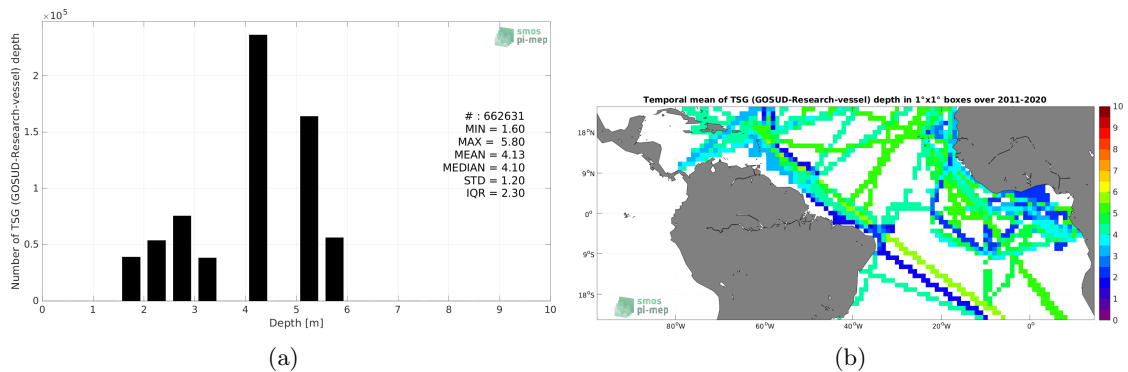 ×10⁵
smos
pi-mep
Number of TSG (GOSUD-Research-vessel) depth
2
1.5
1
0.5
0
# : 662631
MIN = 1.60
MAX = 5.80
MEAN = 4.13
MEDIAN = 4.10
STD = 1.20
IQR = 2.30
0 1 2 3 4 5 6 7 8 9 10
Depth [m]
(a)
Temporal mean of TSG (GOSUD-Research-vessel) depth in 1°x1° boxes over 2011-2020
18°N
9°N
0°
9°S
18°S
smos
pi-mep
80°W 60°W 40°W 20°W 0°
10
9
8
7
6
5
4
3
2
1
0
(b)